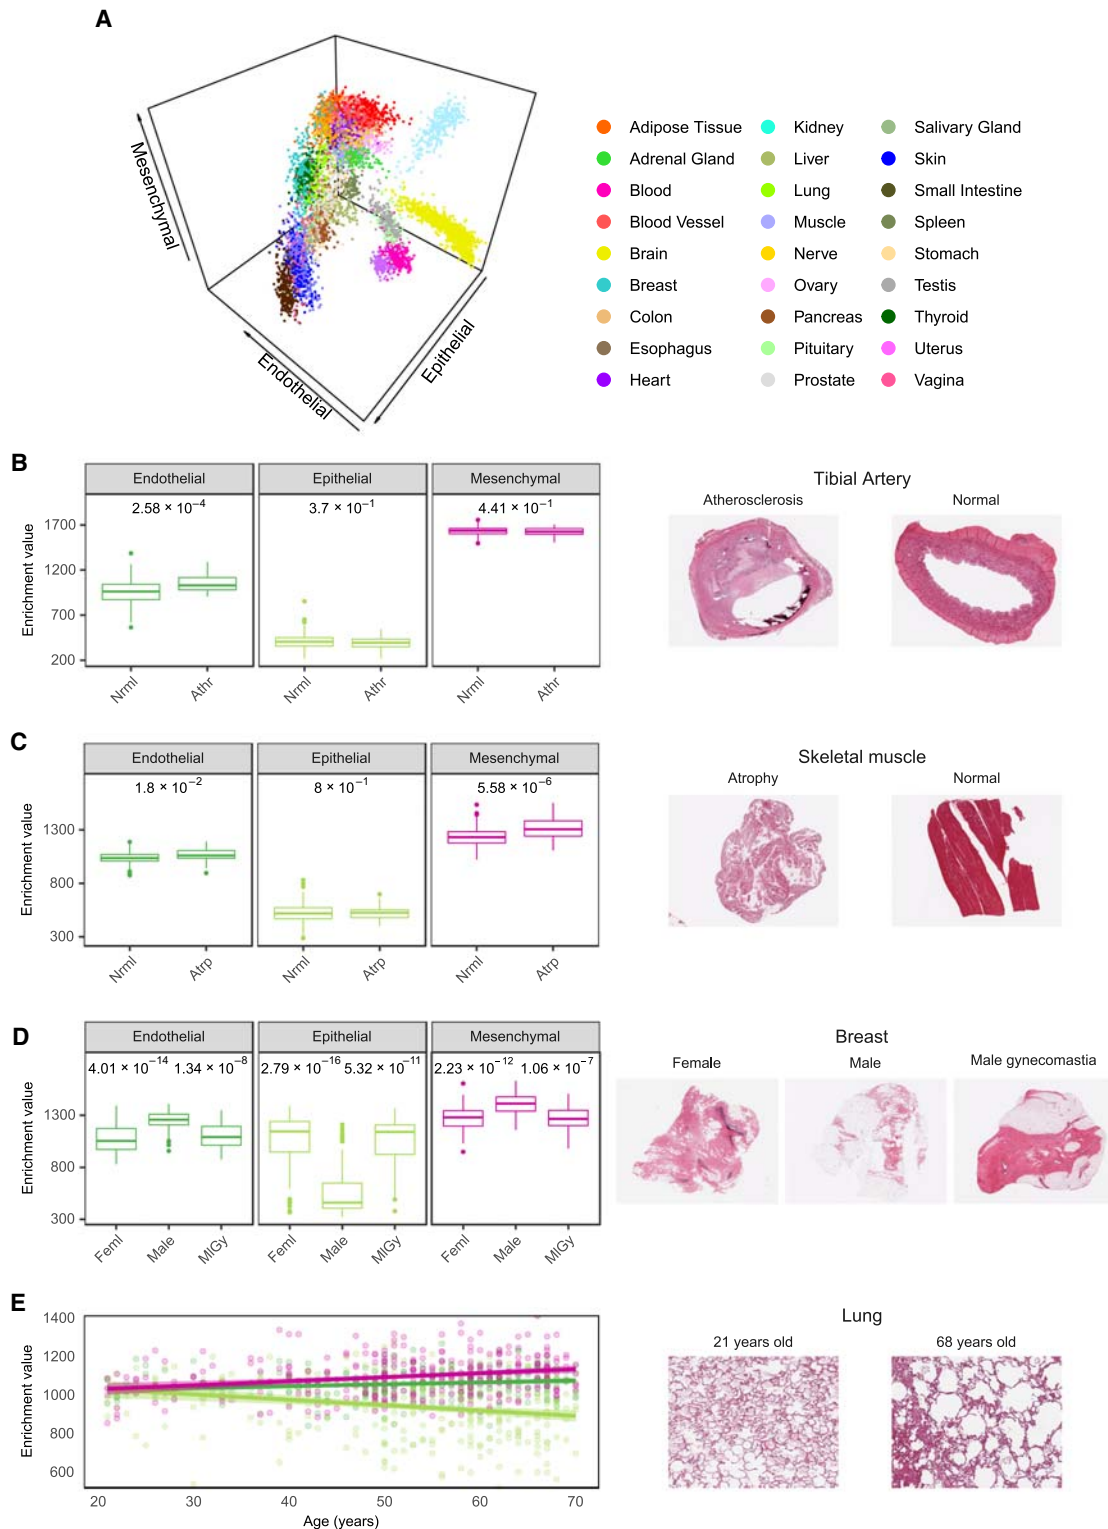 A
Mesenchymal
Endothelial
Epithelial
Adipose Tissue
Adrenal Gland
Blood
Blood Vessel
Brain
Breast
Colon
Esophagus
Heart
Kidney
Liver
Lung
Muscle
Nerve
Ovary
Pancreas
Pituitary
Prostate
Salivary Gland
Skin
Small Intestine
Spleen
Stomach
Testis
Thyroid
Uterus
Vagina
B
Endothelial Epithelial Mesenchymal
2.58 × 10⁻⁴ 3.7 × 10⁻¹ 4.41 × 10⁻¹
Enrichment value
1700
1200
700
200
Nrml Athr Nrml Athr Nrml Athr
Tibial Artery
Atherosclerosis Normal
C
Endothelial Epithelial Mesenchymal
1.8 × 10⁻² 8 × 10⁻¹ 5.58 × 10⁻⁶
Enrichment value
1300
800
300
Nrml Atrp Nrml Atrp Nrml Atrp
Skeletal muscle
Atrophy Normal
D
Endothelial Epithelial Mesenchymal
4.01 × 10⁻¹⁴ 1.34 × 10⁻⁸ 2.79 × 10⁻¹⁶ 5.32 × 10⁻¹¹ 2.23 × 10⁻¹² 1.06 × 10⁻⁷
Enrichment value
1300
800
300
Feml Male MlGy Feml Male MlGy Feml Male MlGy
Breast
Female Male Male gynecomastia
E
Enrichment value
1400
1200
1000
800
600
20 30 40 50 60 70
Age (years)
Lung
21 years old 68 years old